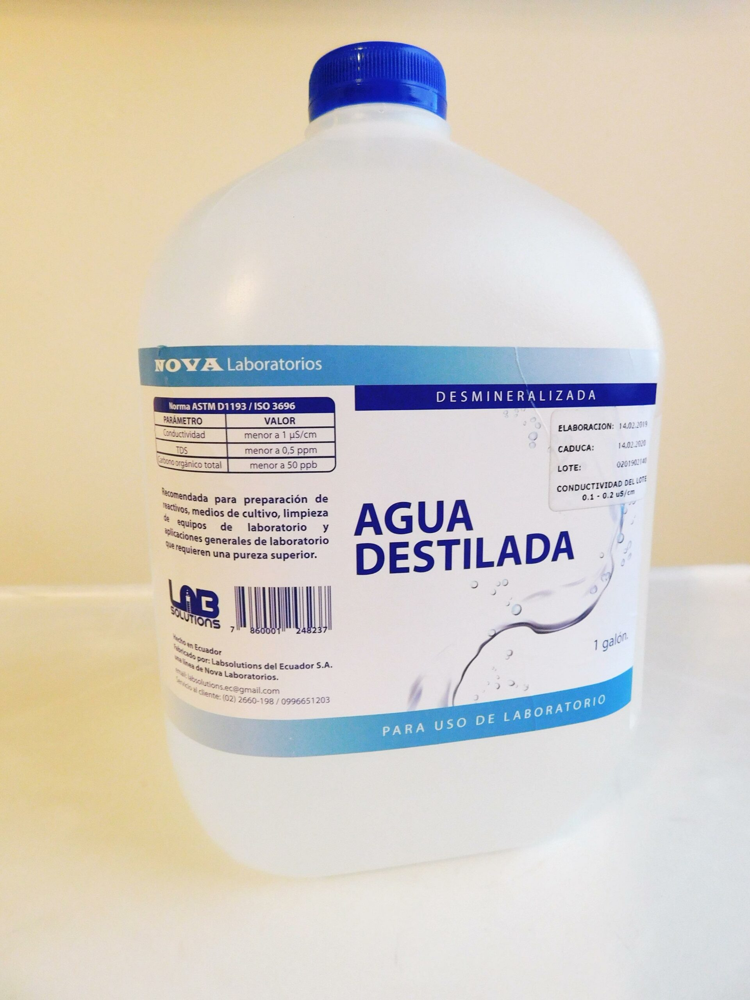 NOVA Laboratorios
Norma ASTM D1193 / ISO 3696
PARÁMETRO VALOR
Conductividad menor a 1 µS/cm
TDS menor a 0,5 ppm
Carbono orgánico total menor a 50 ppb
Recomendada para preparación de
reactivos, medios de cultivo, limpieza
de equipos de laboratorio y
aplicaciones generales de laboratorio
que requieren una pureza superior.
LAB
SOLUTIONS
7 860001 248237
Hecho en Ecuador
Fabricado por: Labsolutions del Ecuador S.A.
una línea de Nova Laboratorios.
email: labsolutions.ec@gmail.com
Servicio al cliente: (02) 2660-198 / 0996651203
DESMINERALIZADA
ELABORACION: 14.02.2019
CADUCA: 14.02.2020
LOTE: 0201902140
CONDUCTIVIDAD DEL LOTE
0.1 - 0.2 uS/cm
AGUA
DESTILADA
1 galón.
PARA USO DE LABORATORIO